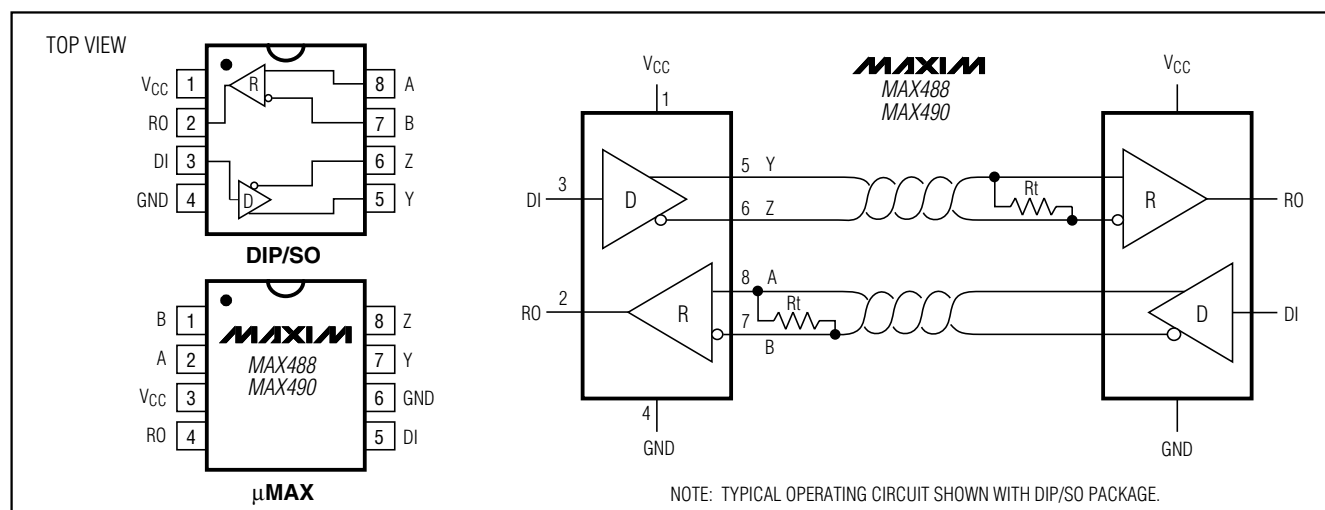 TOP VIEW
VCC 1
RO 2
DI 3
GND 4
8 A
7 B
6 Z
5 Y
R
D
DIP/SO
B 1
A 2
VCC 3
RO 4
8 Z
7 Y
6 GND
5 DI
MAXIM
MAX488
MAX490
µMAX
MAXIM
MAX488
MAX490
VCC
1
DI 3
D
5 Y
6 Z
RO 2
R
8 A
7
B
Rt
4
GND
VCC
Rt
R
RO
D
DI
GND
NOTE: TYPICAL OPERATING CIRCUIT SHOWN WITH DIP/SO PACKAGE.